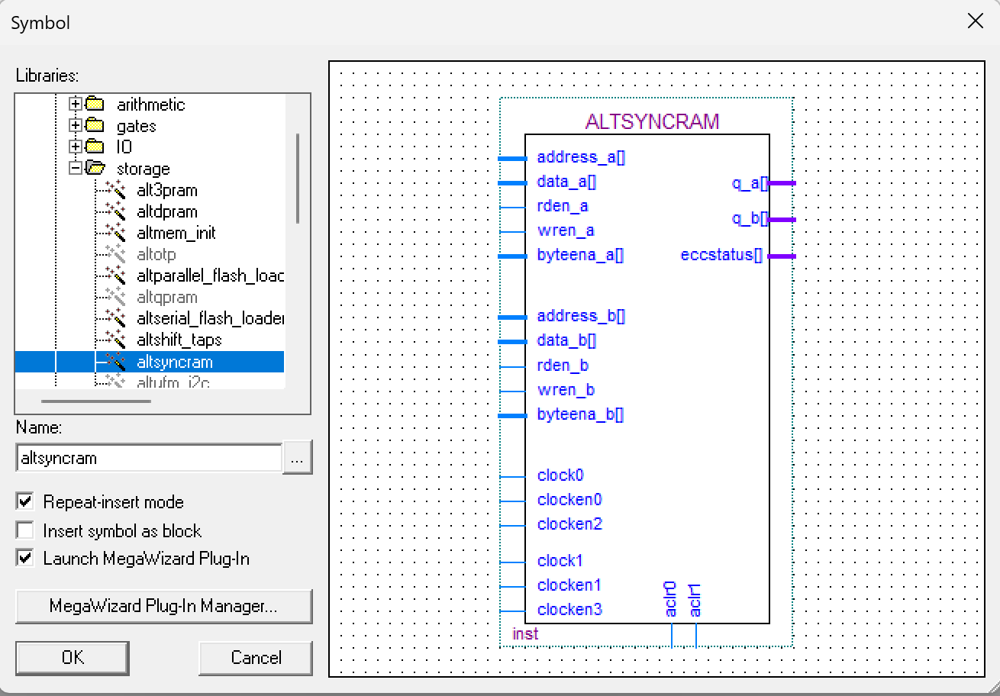 Symbol
Libraries:
arithmetic
gates
IO
storage
alt3pram
altdpram
altmem_init
altotp
altparallel_flash_loac
altqpram
altserial_flash_loader
altshift_taps
altsyncram
altufm_i2c
Name:
altsyncram
...
Repeat-insert mode
Insert symbol as block
Launch MegaWizard Plug-In
MegaWizard Plug-In Manager...
OK
Cancel
ALTSYNCRAM
address_a[]
data_a[]
q_a[]
rden_a
q_b[]
wren_a
byteena_a[]
eccstatus[]
address_b[]
data_b[]
rden_b
wren_b
byteena_b[]
clock0
clocken0
clocken2
clock1
clocken1
clocken3
aclr0
aclr1
inst